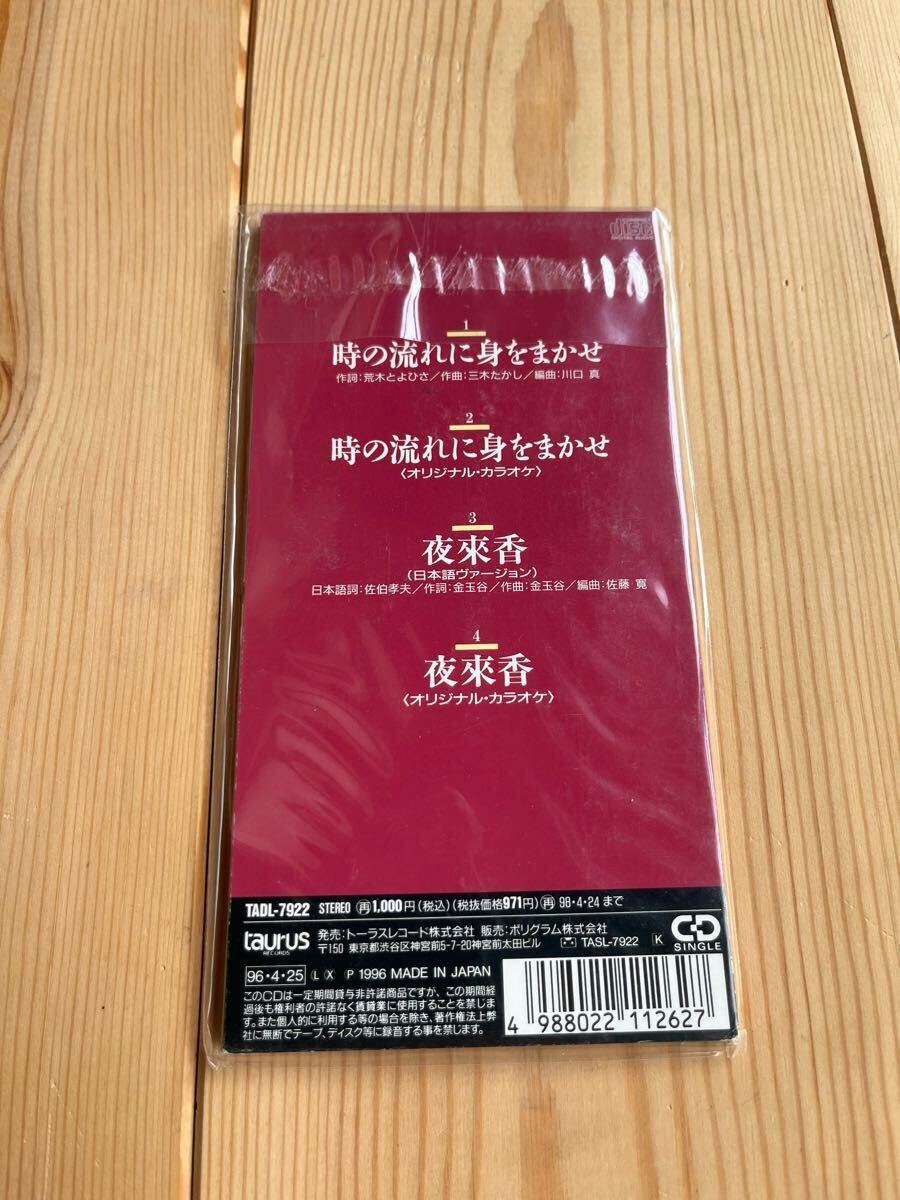 disc
DIGITAL AUDIO
1
時の流れに身をまかせ
作詞:荒木とよひさ/作曲:三木たかし/編曲:川口 真
2
時の流れに身をまかせ
〈オリジナル・カラオケ〉
3
夜來香
(日本語ヴァージョン)
日本語詞:佐伯孝夫/作詞:金玉谷/作曲:金玉谷/編曲:佐藤 寛
4
夜來香
〈オリジナル・カラオケ〉
TADL-7922 STEREO 再1,000円(税込)(税抜価格971円) 再98・4・24まで
taurus RECORDS
発売:トーラスレコード株式会社 販売:ポリグラム株式会社
〒150 東京都渋谷区神宮前5-7-20神宮前太田ビル TASL-7922 K
CD SINGLE
96・4・25 L X Ⓟ 1996 MADE IN JAPAN
このCDは一定期間貸与非許諾商品ですが、この期間経
過後も権利者の許諾なく賃貸業に使用することを禁じま
す。また個人的に利用する等の場合を除き、著作権法上弊
社に無断でテープ、ディスク等に録音する事を禁じます。
4 988022 112627